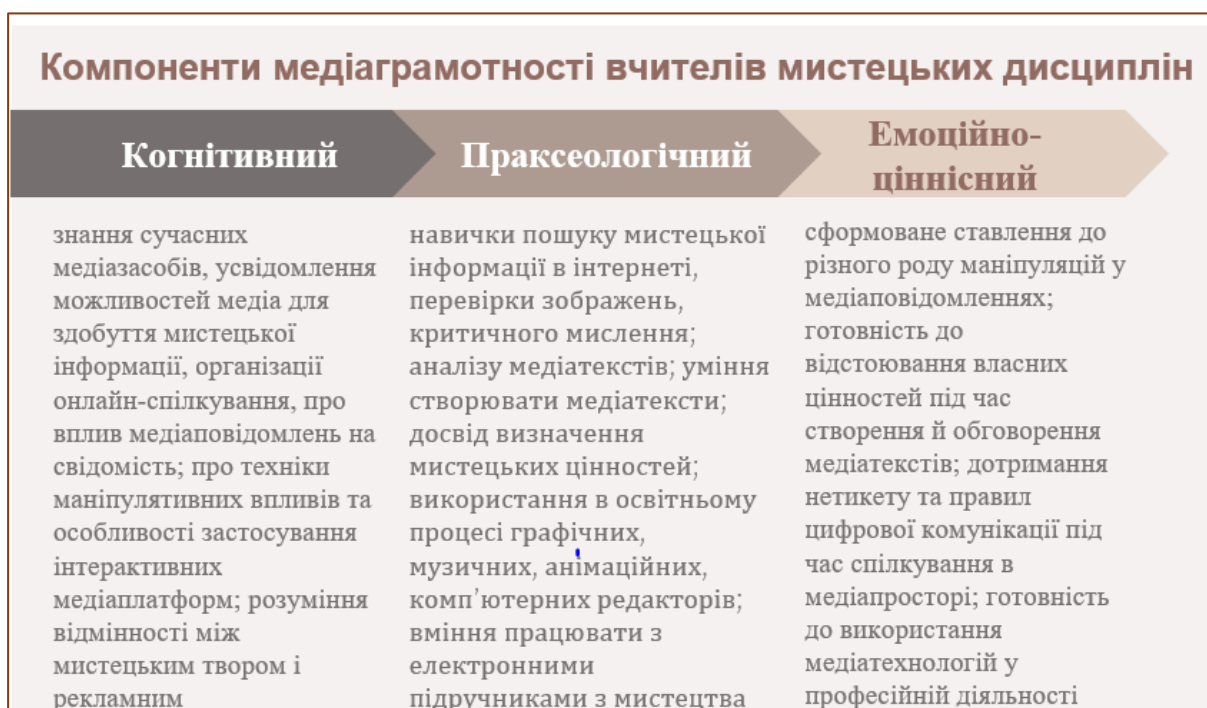 Компоненти медіаграмотності вчителів мистецьких дисциплін
Когнітивний
знання сучасних
медіазасобів, усвідомлення
можливостей медіа для
здобуття мистецької
інформації, організації
онлайн-спілкування, про
вплив медіаповідомлень на
свідомість; про техніки
маніпулятивних впливів та
особливості застосування
інтерактивних
медіаплатформ; розуміння
відмінності між
мистецьким твором і
рекламним
Праксеологічний
навички пошуку мистецької
інформації в інтернеті,
перевірки зображень,
критичного мислення;
аналізу медіатекстів; уміння
створювати медіатексти;
досвід визначення
мистецьких цінностей;
використання в освітньому
процесі графічних,
музичних, анімаційних,
комп’ютерних редакторів;
вміння працювати з
електронними
підручниками з мистецтва
Емоційно-
ціннісний
сформоване ставлення до
різного роду маніпуляцій у
медіаповідомленнях;
готовність до
відстоювання власних
цінностей під час
створення й обговорення
медіатекстів; дотримання
нетикету та правил
цифрової комунікації під
час спілкування в
медіапросторі; готовність
до використання
медіатехнологій у
професійній діяльності